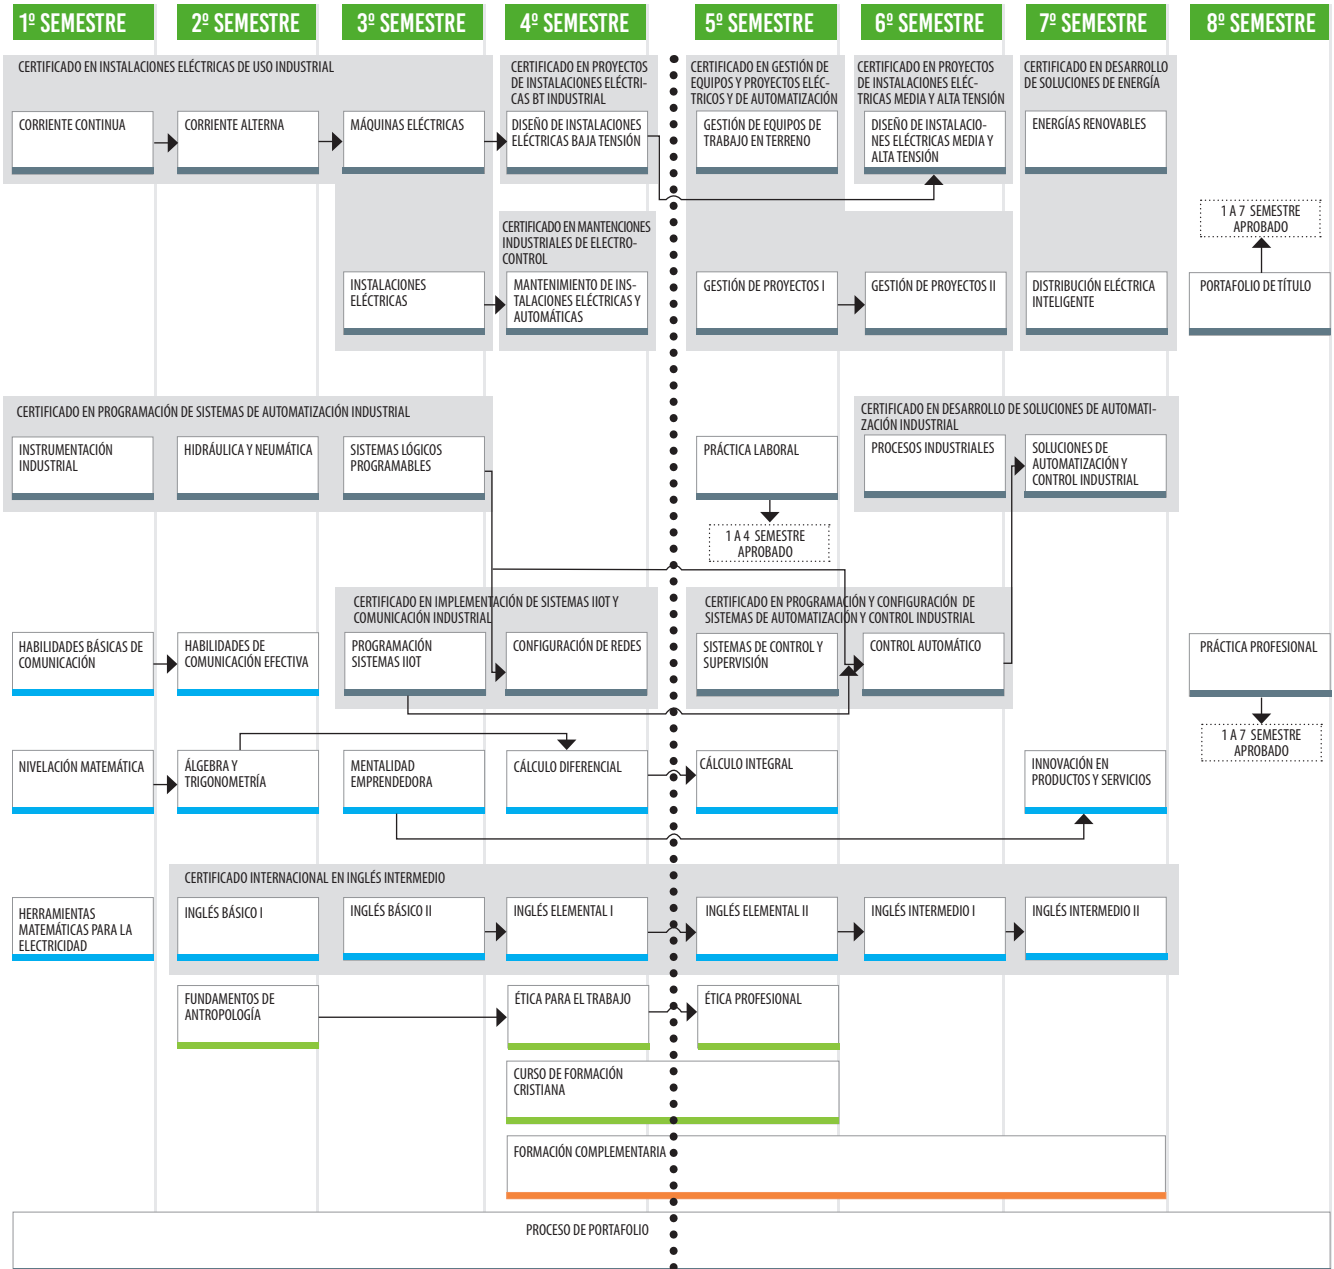 1º SEMESTRE
2º SEMESTRE
3º SEMESTRE
4º SEMESTRE
5º SEMESTRE
6º SEMESTRE
7º SEMESTRE
8º SEMESTRE
CERTIFICADO EN INSTALACIONES ELÉCTRICAS DE USO INDUSTRIAL
CERTIFICADO EN PROYECTOS
DE INSTALACIONES ELÉCTRI-
CAS BT INDUSTRIAL
CERTIFICADO EN GESTIÓN DE
EQUIPOS Y PROYECTOS ELÉC-
TRICOS Y DE AUTOMATIZACIÓN
CERTIFICADO EN PROYECTOS
DE INSTALACIONES ELÉC-
TRICAS MEDIA Y ALTA TENSIÓN
CERTIFICADO EN DESARROLLO
DE SOLUCIONES DE ENERGÍA
CORRIENTE CONTINUA
CORRIENTE ALTERNA
MÁQUINAS ELÉCTRICAS
DISEÑO DE INSTALACIONES
ELÉCTRICAS BAJA TENSIÓN
GESTIÓN DE EQUIPOS DE
TRABAJO EN TERRENO
DISEÑO DE INSTALACIO-
NES ELÉCTRICAS MEDIA Y
ALTA TENSIÓN
ENERGÍAS RENOVABLES
CERTIFICADO EN MANTENCIONES
INDUSTRIALES DE ELECTRO-
CONTROL
1 A 7 SEMESTRE
APROBADO
INSTALACIONES
ELÉCTRICAS
MANTENIMIENTO DE INS-
TALACIONES ELÉCTRICAS Y
AUTOMÁTICAS
GESTIÓN DE PROYECTOS I
GESTIÓN DE PROYECTOS II
DISTRIBUCIÓN ELÉCTRICA
INTELIGENTE
PORTAFOLIO DE TÍTULO
CERTIFICADO EN PROGRAMACIÓN DE SISTEMAS DE AUTOMATIZACIÓN INDUSTRIAL
CERTIFICADO EN DESARROLLO DE SOLUCIONES DE AUTOMATI-
ZACIÓN INDUSTRIAL
INSTRUMENTACIÓN
INDUSTRIAL
HIDRÁULICA Y NEUMÁTICA
SISTEMAS LÓGICOS
PROGRAMABLES
PRÁCTICA LABORAL
PROCESOS INDUSTRIALES
SOLUCIONES DE
AUTOMATIZACIÓN Y
CONTROL INDUSTRIAL
1 A 4 SEMESTRE
APROBADO
CERTIFICADO EN IMPLEMENTACIÓN DE SISTEMAS IIOT Y
COMUNICACIÓN INDUSTRIAL
CERTIFICADO EN PROGRAMACIÓN Y CONFIGURACIÓN DE
SISTEMAS DE AUTOMATIZACIÓN Y CONTROL INDUSTRIAL
HABILIDADES BÁSICAS DE
COMUNICACIÓN
HABILIDADES DE
COMUNICACIÓN EFECTIVA
PROGRAMACIÓN
SISTEMAS IIOT
CONFIGURACIÓN DE REDES
SISTEMAS DE CONTROL Y
SUPERVISIÓN
CONTROL AUTOMÁTICO
PRÁCTICA PROFESIONAL
1 A 7 SEMESTRE
APROBADO
NIVELACIÓN MATEMÁTICA
ÁLGEBRA Y
TRIGONOMETRÍA
MENTALIDAD
EMPRENDEDORA
CÁLCULO DIFERENCIAL
CÁLCULO INTEGRAL
INNOVACIÓN EN
PRODUCTOS Y SERVICIOS
CERTIFICADO INTERNACIONAL EN INGLÉS INTERMEDIO
HERRAMIENTAS
MATEMÁTICAS PARA LA
ELECTRICIDAD
INGLÉS BÁSICO I
INGLÉS BÁSICO II
INGLÉS ELEMENTAL I
INGLÉS ELEMENTAL II
INGLÉS INTERMEDIO I
INGLÉS INTERMEDIO II
FUNDAMENTOS DE
ANTROPOLOGÍA
ÉTICA PARA EL TRABAJO
ÉTICA PROFESIONAL
CURSO DE FORMACIÓN
CRISTIANA
FORMACIÓN COMPLEMENTARIA
PROCESO DE PORTAFOLIO